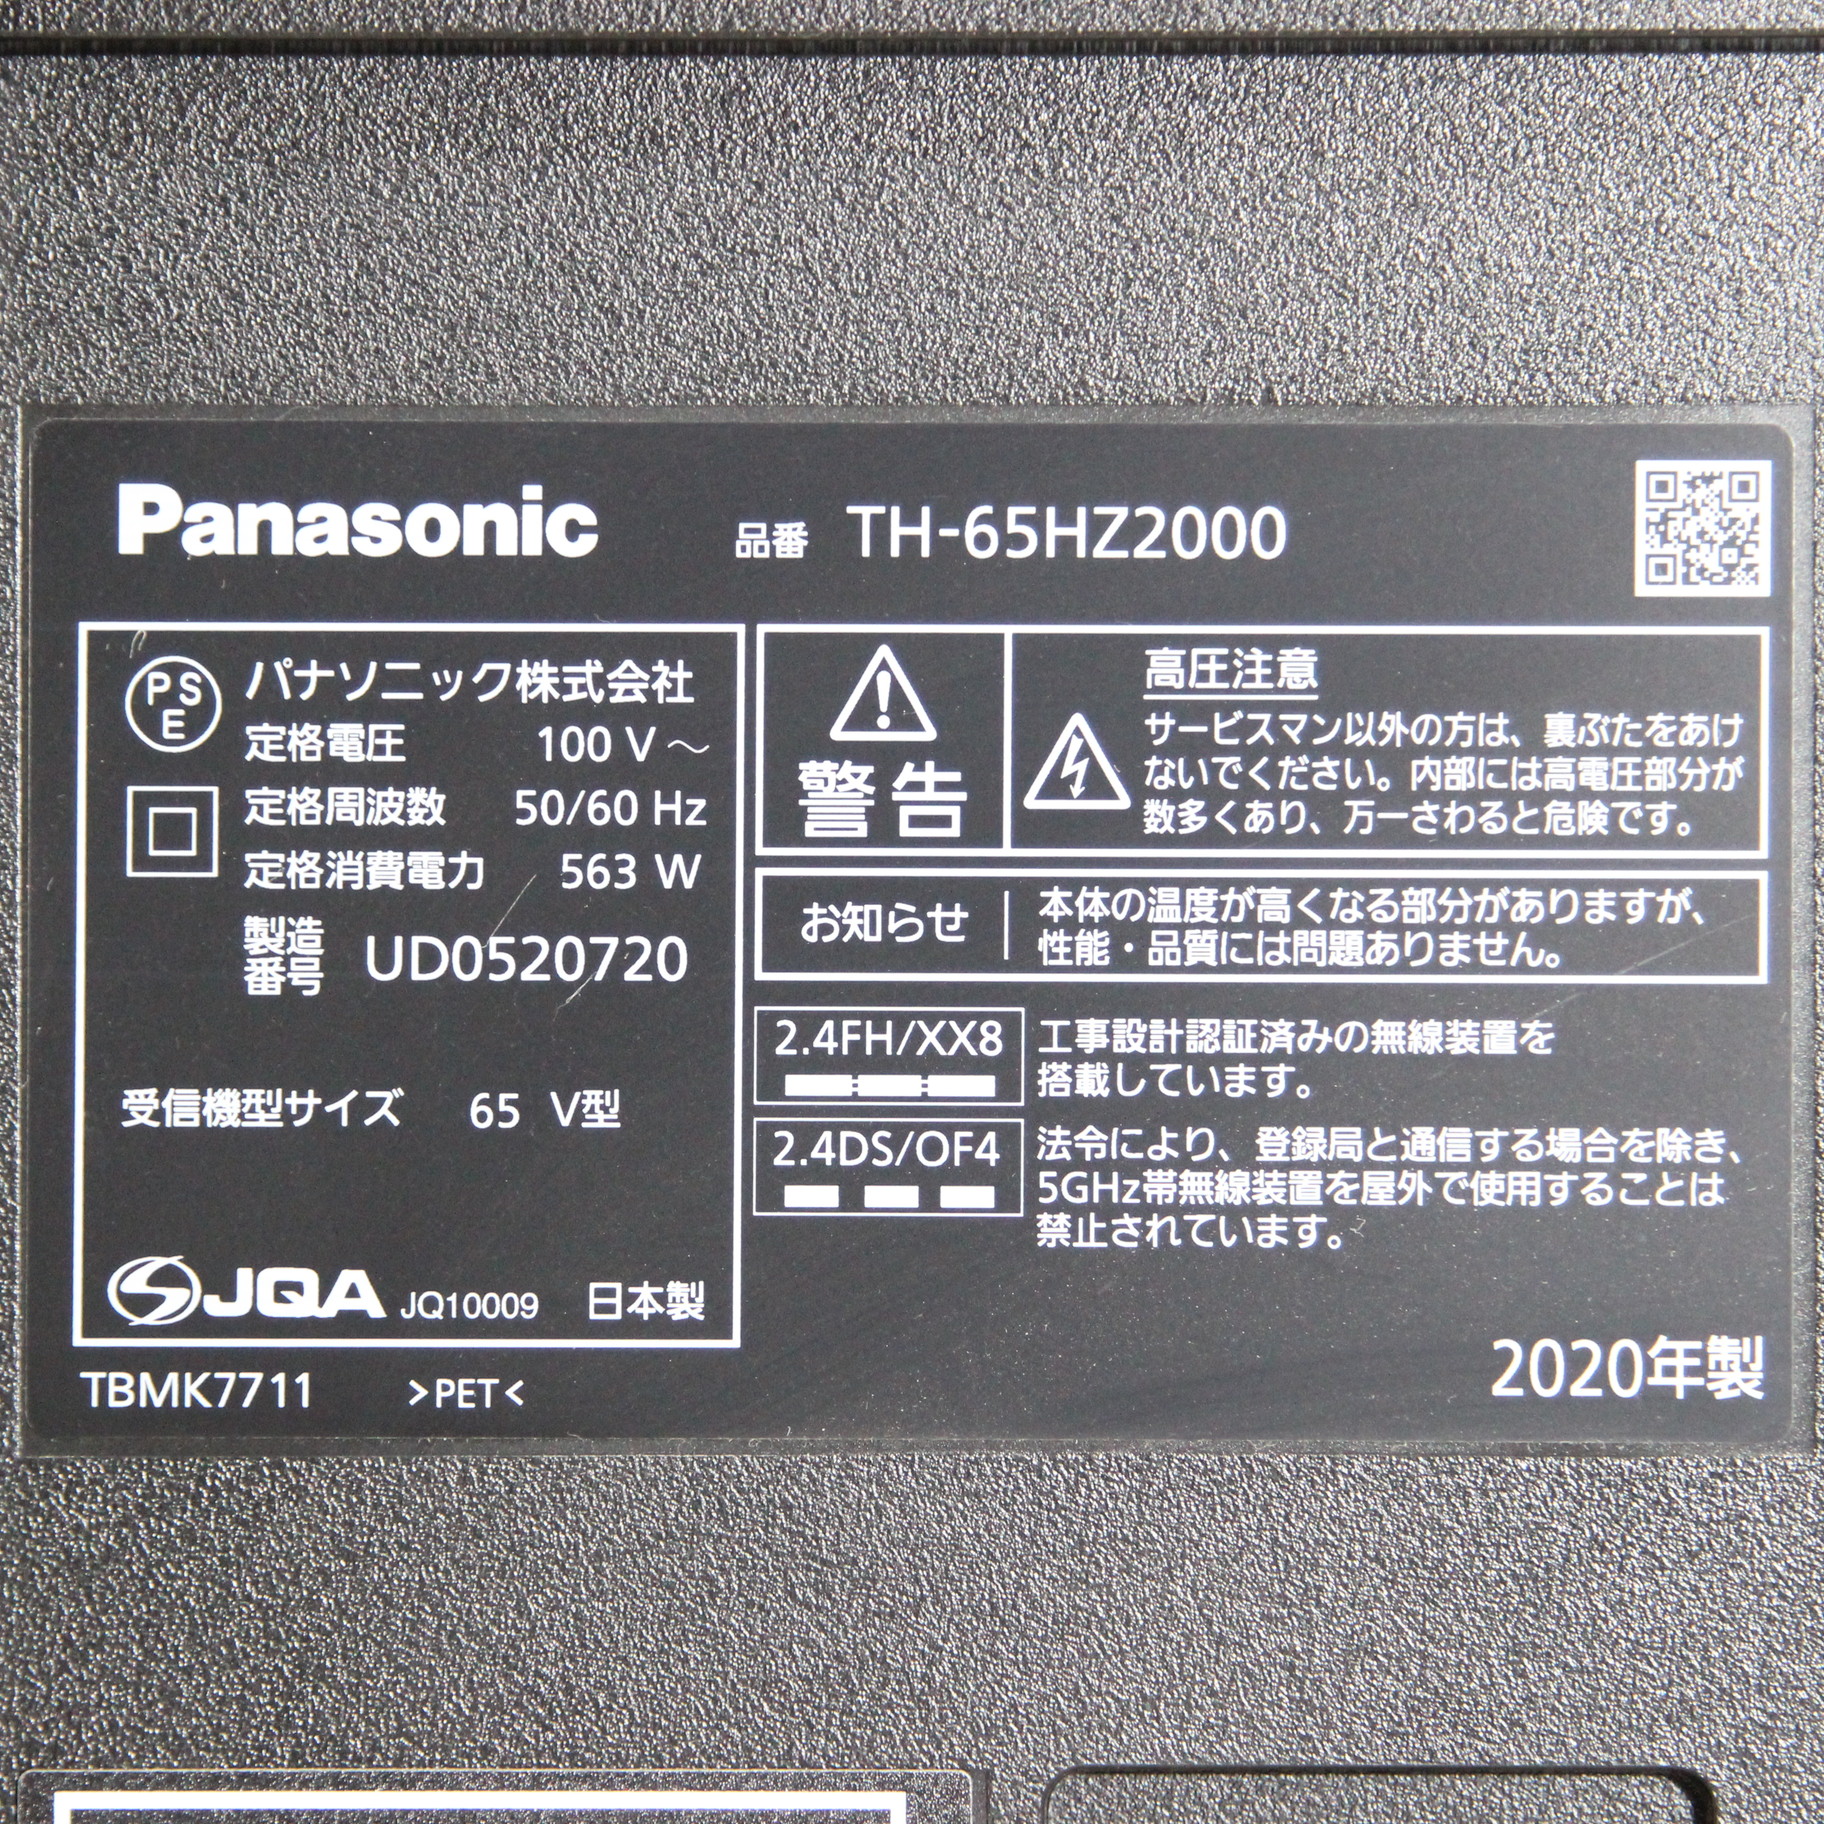 Panasonic
品番 TH-65HZ2000
PSE
パナソニック株式会社
定格電圧 100 V～
定格周波数 50/60 Hz
定格消費電力 563 W
製造番号 UD0520720
受信機型サイズ 65 V型
JQA JQ10009 日本製
TBMK7711 >PET<
警告
高圧注意
サービスマン以外の方は、裏ぶたをあけ
ないでください。内部には高電圧部分が
数多くあり、万一さわると危険です。
お知らせ
本体の温度が高くなる部分がありますが、
性能・品質には問題ありません。
2.4FH/XX8
工事設計認証済みの無線装置を
搭載しています。
2.4DS/OF4
法令により、登録局と通信する場合を除き、
5GHz帯無線装置を屋外で使用することは
禁止されています。
2020年製